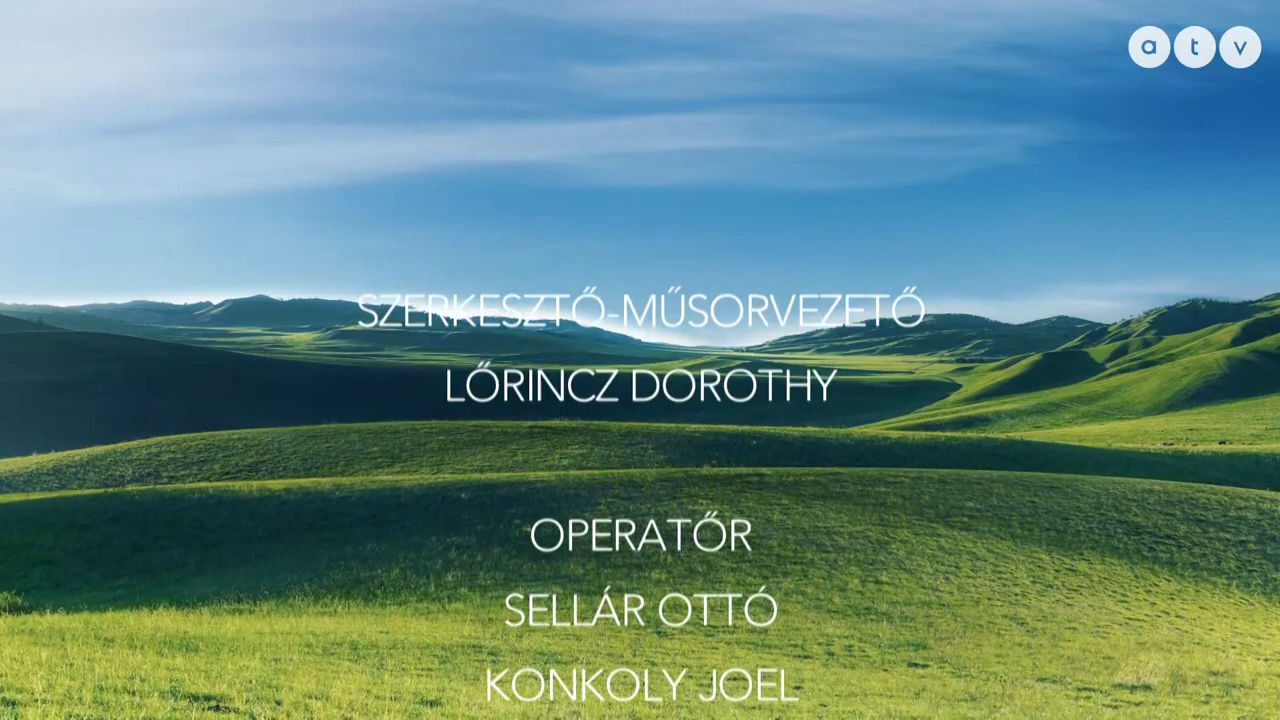 atv
SZERKESZTŐ-MŰSORVEZETŐ
LŐRINCZ DOROTHY
OPERATŐR
SELLÁR OTTÓ
KONKOLY JOEL